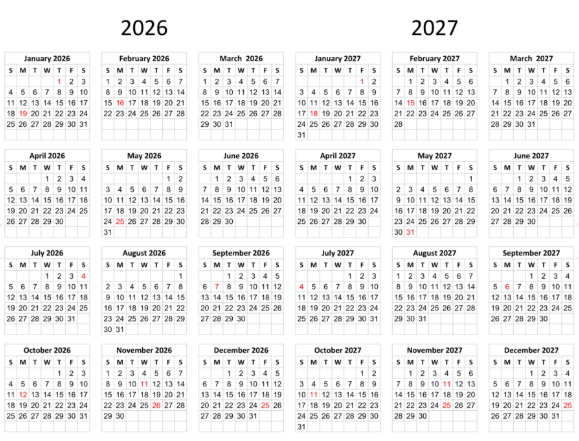 2026
2027
January 2026
S M T W T F S
1 2 3
4 5 6 7 8 9 10
11 12 13 14 15 16 17
18 19 20 21 22 23 24
25 26 27 28 29 30 31
February 2026
S M T W T F S
1 2 3 4 5 6 7
8 9 10 11 12 13 14
15 16 17 18 19 20 21
22 23 24 25 26 27 28
March 2026
S M T W T F S
1 2 3 4 5 6 7
8 9 10 11 12 13 14
15 16 17 18 19 20 21
22 23 24 25 26 27 28
29 30 31
January 2027
S M T W T F S
1 2
3 4 5 6 7 8 9
10 11 12 13 14 15 16
17 18 19 20 21 22 23
24 25 26 27 28 29 30
31
February 2027
S M T W T F S
1 2 3 4 5 6
7 8 9 10 11 12 13
14 15 16 17 18 19 20
21 22 23 24 25 26 27
28
March 2027
S M T W T F S
1 2 3 4 5 6
7 8 9 10 11 12 13
14 15 16 17 18 19 20
21 22 23 24 25 26 27
28 29 30 31
April 2026
S M T W T F S
1 2 3 4
5 6 7 8 9 10 11
12 13 14 15 16 17 18
19 20 21 22 23 24 25
26 27 28 29 30
May 2026
S M T W T F S
1 2
3 4 5 6 7 8 9
10 11 12 13 14 15 16
17 18 19 20 21 22 23
24 25 26 27 28 29 30
31
June 2026
S M T W T F S
1 2 3 4 5 6
7 8 9 10 11 12 13
14 15 16 17 18 19 20
21 22 23 24 25 26 27
28 29 30
April 2027
S M T W T F S
1 2 3
4 5 6 7 8 9 10
11 12 13 14 15 16 17
18 19 20 21 22 23 24
25 26 27 28 29 30
May 2027
S M T W T F S
1
2 3 4 5 6 7 8
9 10 11 12 13 14 15
16 17 18 19 20 21 22
23 24 25 26 27 28 29
30 31
June 2027
S M T W T F S
1 2 3 4 5
6 7 8 9 10 11 12
13 14 15 16 17 18 19
20 21 22 23 24 25 26
27 28 29 30
July 2026
S M T W T F S
1 2 3 4
5 6 7 8 9 10 11
12 13 14 15 16 17 18
19 20 21 22 23 24 25
26 27 28 29 30 31
August 2026
S M T W T F S
1
2 3 4 5 6 7 8
9 10 11 12 13 14 15
16 17 18 19 20 21 22
23 24 25 26 27 28 29
30 31
September 2026
S M T W T F S
1 2 3 4 5
6 7 8 9 10 11 12
13 14 15 16 17 18 19
20 21 22 23 24 25 26
27 28 29 30
July 2027
S M T W T F S
1 2 3
4 5 6 7 8 9 10
11 12 13 14 15 16 17
18 19 20 21 22 23 24
25 26 27 28 29 30 31
August 2027
S M T W T F S
1 2 3 4 5 6 7
8 9 10 11 12 13 14
15 16 17 18 19 20 21
22 23 24 25 26 27 28
29 30 31
September 2027
S M T W T F S
1 2 3 4
5 6 7 8 9 10 11
12 13 14 15 16 17 18
19 20 21 22 23 24 25
26 27 28 29 30
October 2026
S M T W T F S
1 2 3
4 5 6 7 8 9 10
11 12 13 14 15 16 17
18 19 20 21 22 23 24
25 26 27 28 29 30 31
November 2026
S M T W T F S
1 2 3 4 5 6 7
8 9 10 11 12 13 14
15 16 17 18 19 20 21
22 23 24 25 26 27 28
29 30
December 2026
S M T W T F S
1 2 3 4 5
6 7 8 9 10 11 12
13 14 15 16 17 18 19
20 21 22 23 24 25 26
27 28 29 30 31
October 2027
S M T W T F S
1 2
3 4 5 6 7 8 9
10 11 12 13 14 15 16
17 18 19 20 21 22 23
24 25 26 27 28 29 30
31
November 2027
S M T W T F S
1 2 3 4 5 6
7 8 9 10 11 12 13
14 15 16 17 18 19 20
21 22 23 24 25 26 27
28 29 30
December 2027
S M T W T F S
1 2 3 4
5 6 7 8 9 10 11
12 13 14 15 16 17 18
19 20 21 22 23 24 25
26 27 28 29 30 31